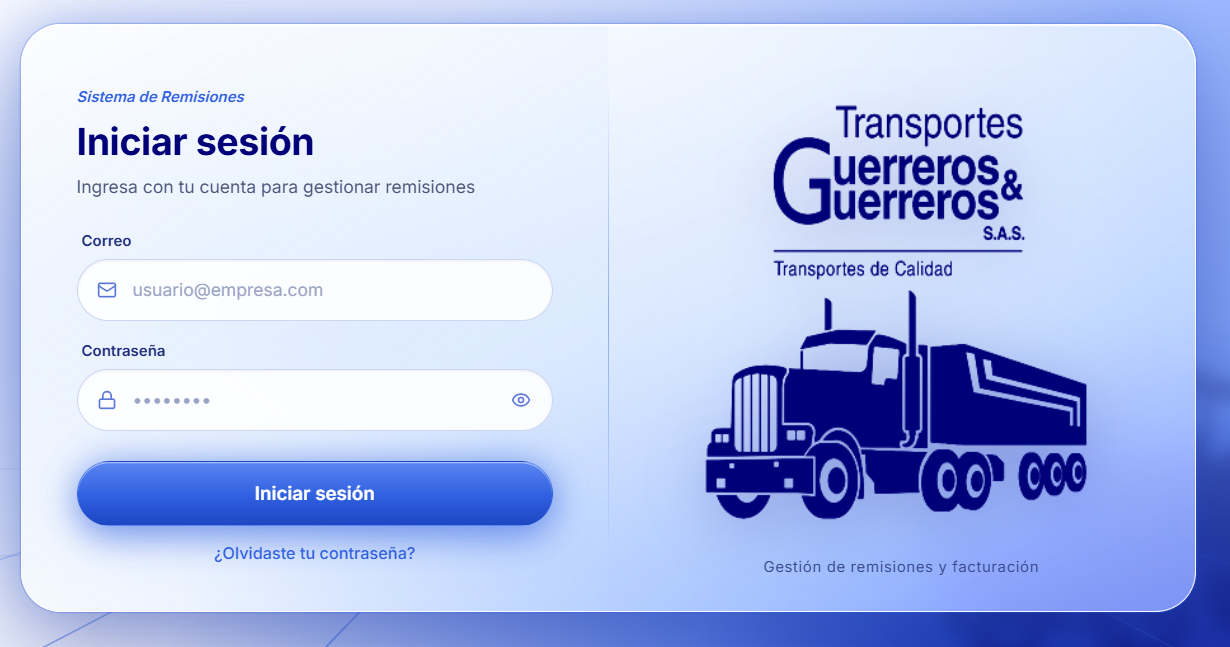 Sistema de Remisiones
Iniciar sesión
Ingresa con tu cuenta para gestionar remisiones
Correo
usuario@empresa.com
Contraseña
••••••••
Iniciar sesión
¿Olvidaste tu contraseña?
Transportes
Guerreros &
Guerreros
S.A.S.
Transportes de Calidad
Gestión de remisiones y facturación